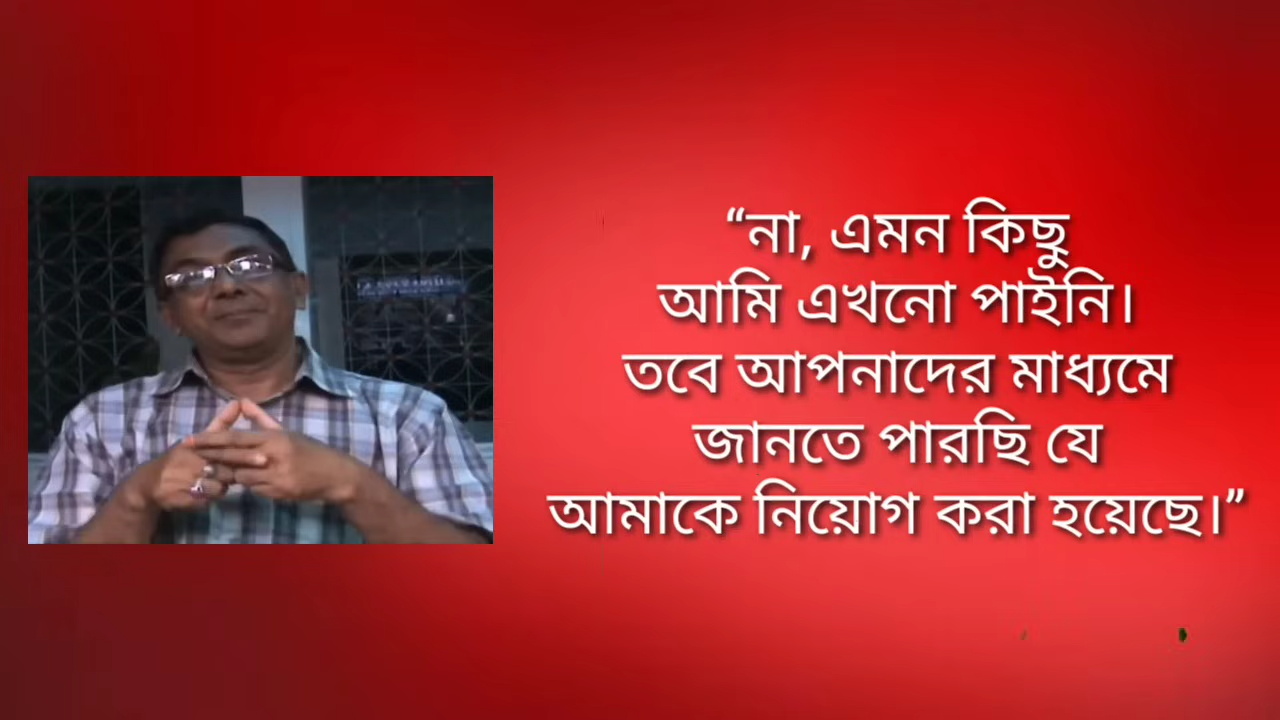 “না, এমন কিছু
আমি এখনো পাইনি।
তবে আপনাদের মাধ্যমে
জানতে পারছি যে
আমাকে নিয়োগ করা হয়েছে।”